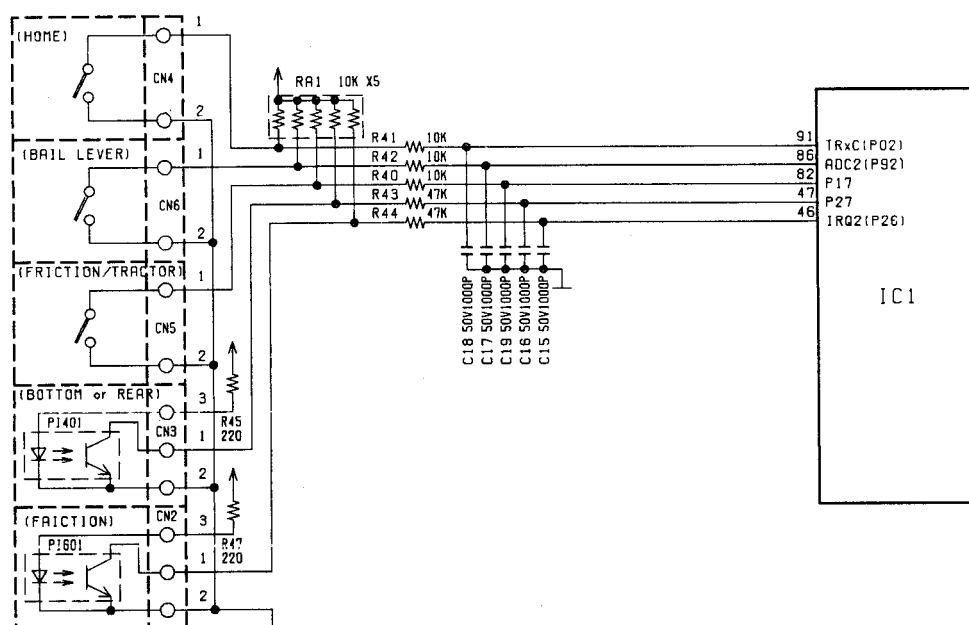 (HOME)
1
CN4
2
RA1 10K X5
(BAIL LEVER)
1
CN6
2
(FRICTION/TRACTOR)
1
CN5
2
(BOTTOM or REAR)
PI401
3
CN3
1
2
R45
220
(FRICTION)
PI601
CN2
3
1
2
R47
220
R41 10K
R42 10K
R40 10K
R43 47K
R44 47K
C18 50V1000P
C17 50V1000P
C19 50V1000P
C16 50V1000P
C15 50V1000P
91 TRxC(P02)
86 ADC2(P92)
82 P17
47 P27
46 IRQ2(P26)
IC1